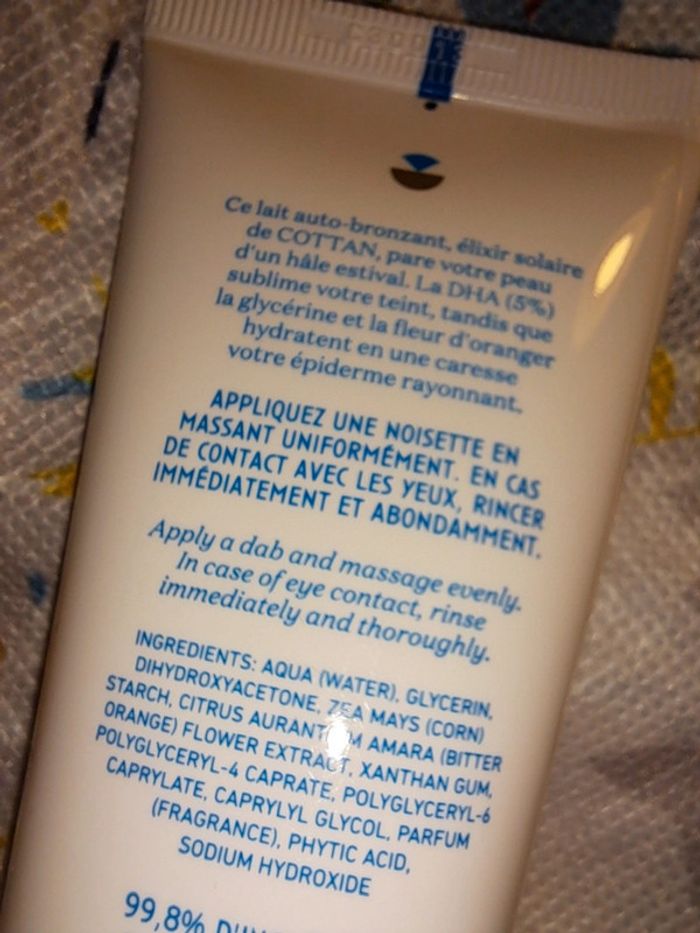 Ce lait auto-bronzant, élixir solaire
de COTTAN, pare votre peau
d'un hâle estival. La DHA (5%)
sublime votre teint, tandis que
la glycérine et la fleur d'oranger
hydratent en une caresse
votre épiderme rayonnant.
APPLIQUEZ UNE NOISETTE EN
MASSANT UNIFORMÉMENT. EN CAS
DE CONTACT AVEC LES YEUX, RINCER
IMMÉDIATEMENT ET ABONDAMMENT.
Apply a dab and massage evenly.
In case of eye contact, rinse
immediately and thoroughly.
INGREDIENTS: AQUA (WATER), GLYCERIN,
DIHYDROXYACETONE, ZEA MAYS (CORN)
STARCH, CITRUS AURANTIUM AMARA (BITTER
ORANGE) FLOWER EXTRACT, XANTHAN GUM,
POLYGLYCERYL-4 CAPRATE, POLYGLYCERYL-6
CAPRYLATE, CAPRYLYL GLYCOL, PARFUM
(FRAGRANCE), PHYTIC ACID,
SODIUM HYDROXIDE
99,8%